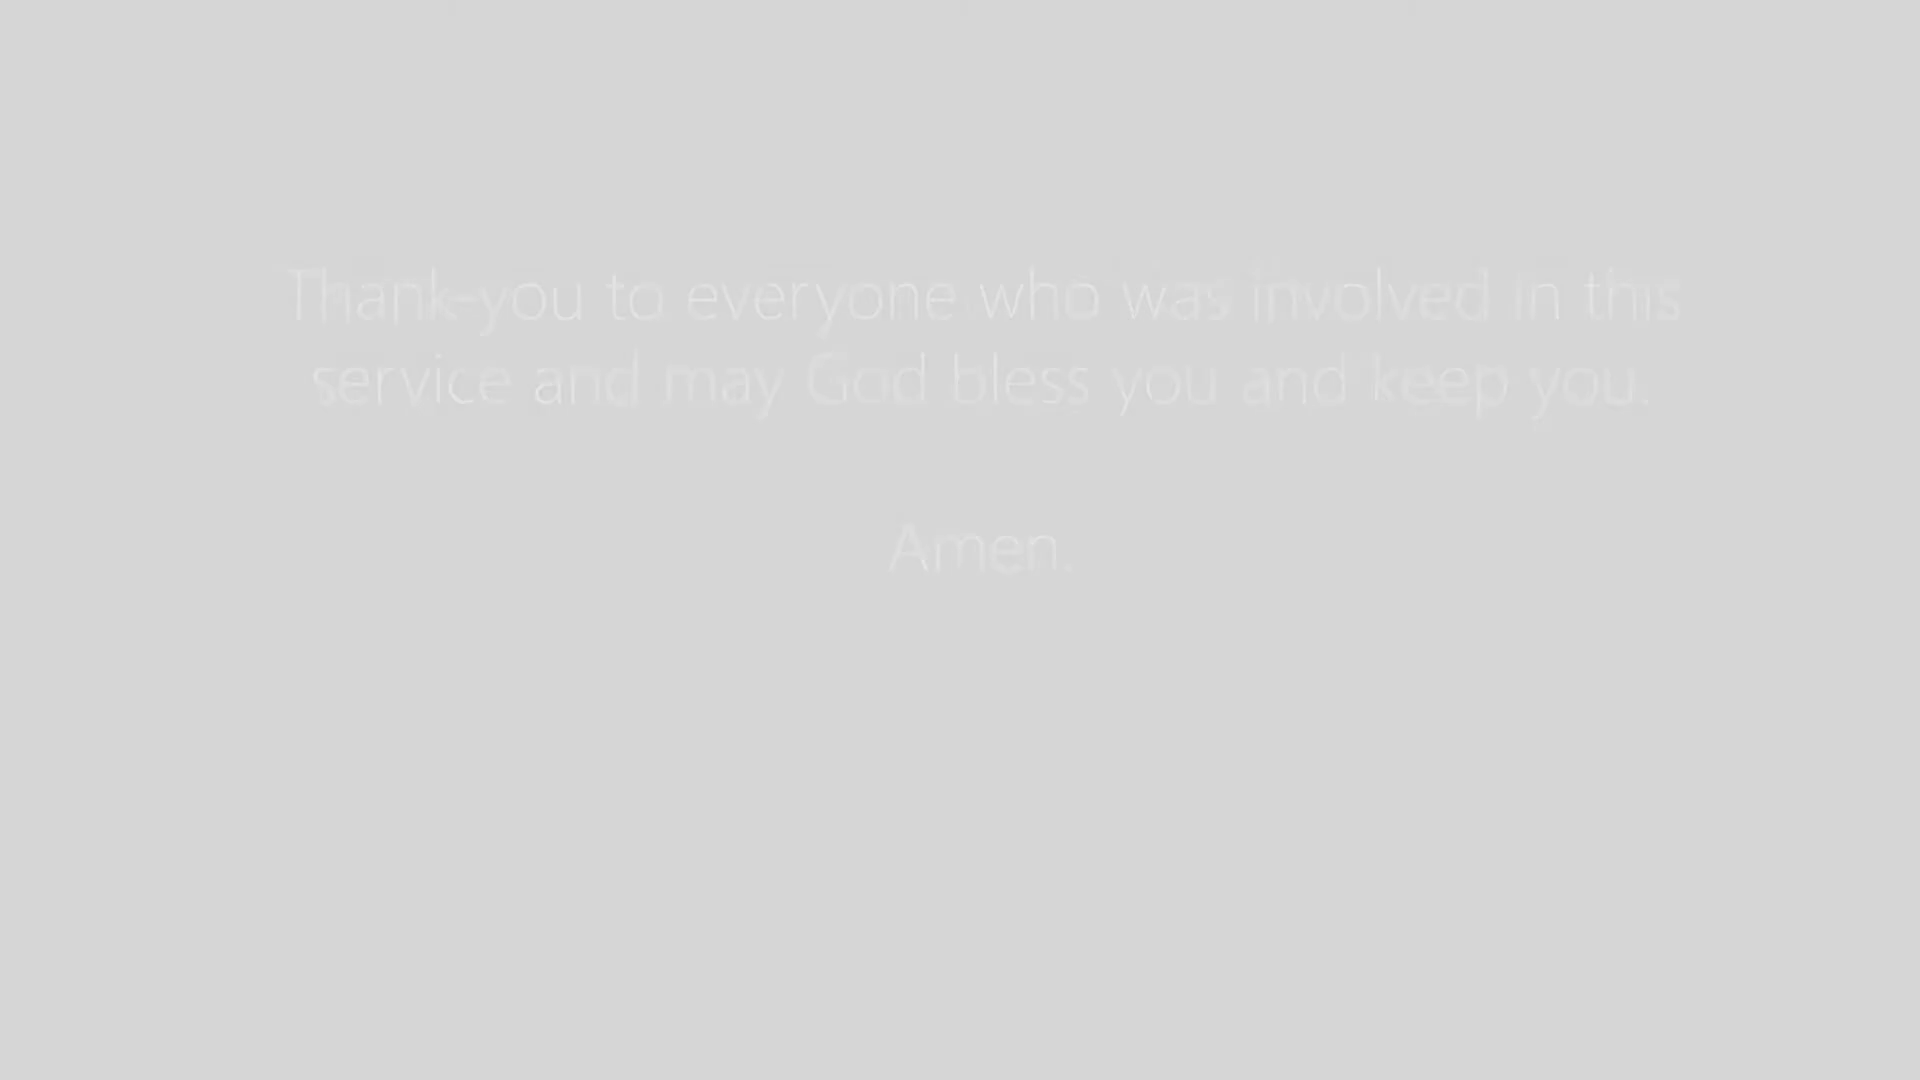 Thank-you to everyone who was involved in this
service and may God bless you and keep you.
Amen.